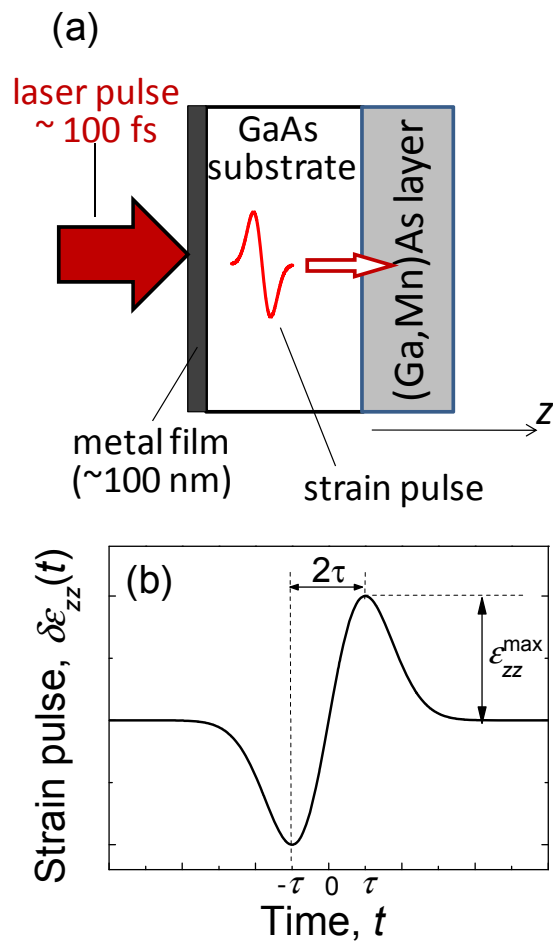 (a)
laser pulse
~ 100 fs
GaAs
substrate
(Ga,Mn)As layer
z
metal film
(~100 nm)
strain pulse
(b)
2τ
Strain pulse, δε_zz(t)
ε_zz^max
-τ 0 τ
Time, t